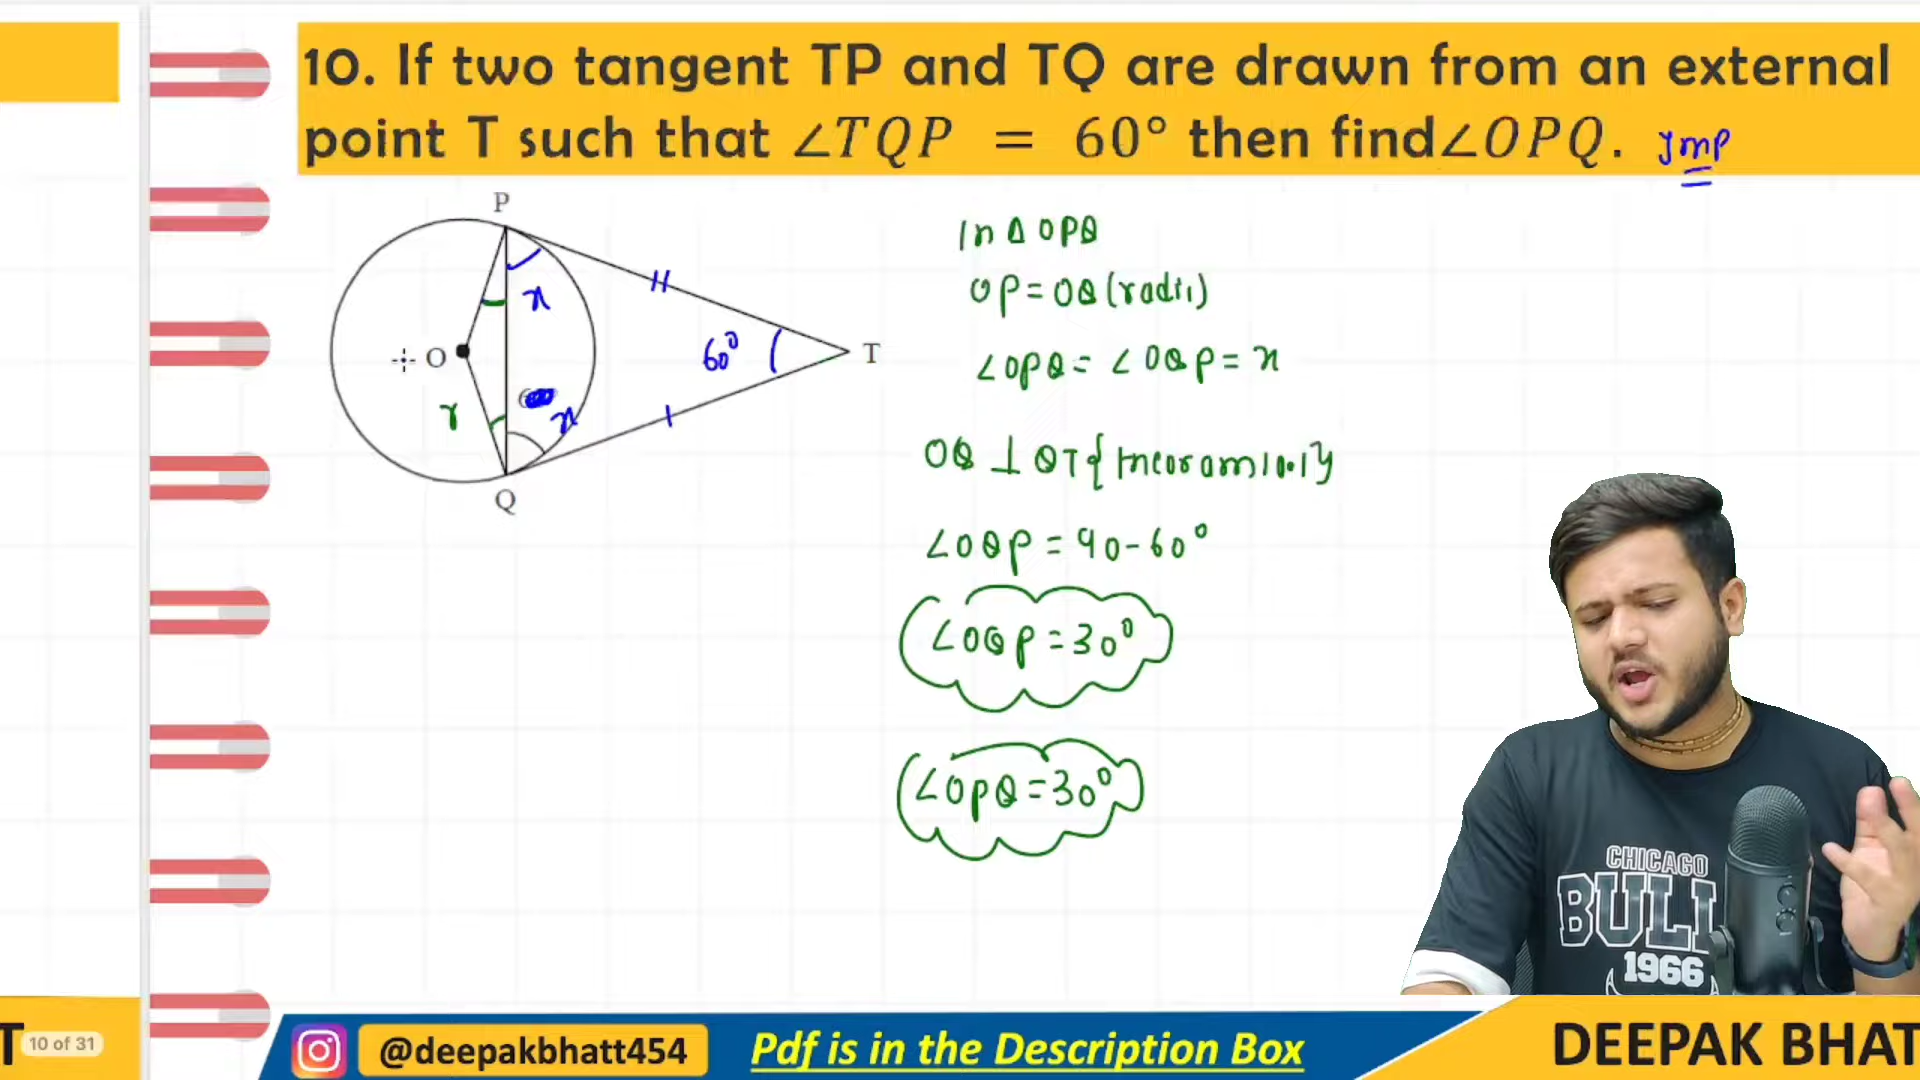 10. If two tangent TP and TQ are drawn from an external
point T such that ∠TQP = 60° then find∠OPQ. Imp
P
x
O
60°
T
r
x
Q
In Δ OPQ
OP = OQ (radii)
∠OPQ = ∠OQP = x
OQ ⊥ QT {
∠OQP = 90-60°
∠OQP = 30°
∠OPQ = 30°
CHICAGO
BULL
1966
T
10 of 31
@deepakbhatt454
Pdf is in the Description Box
DEEPAK BHAT